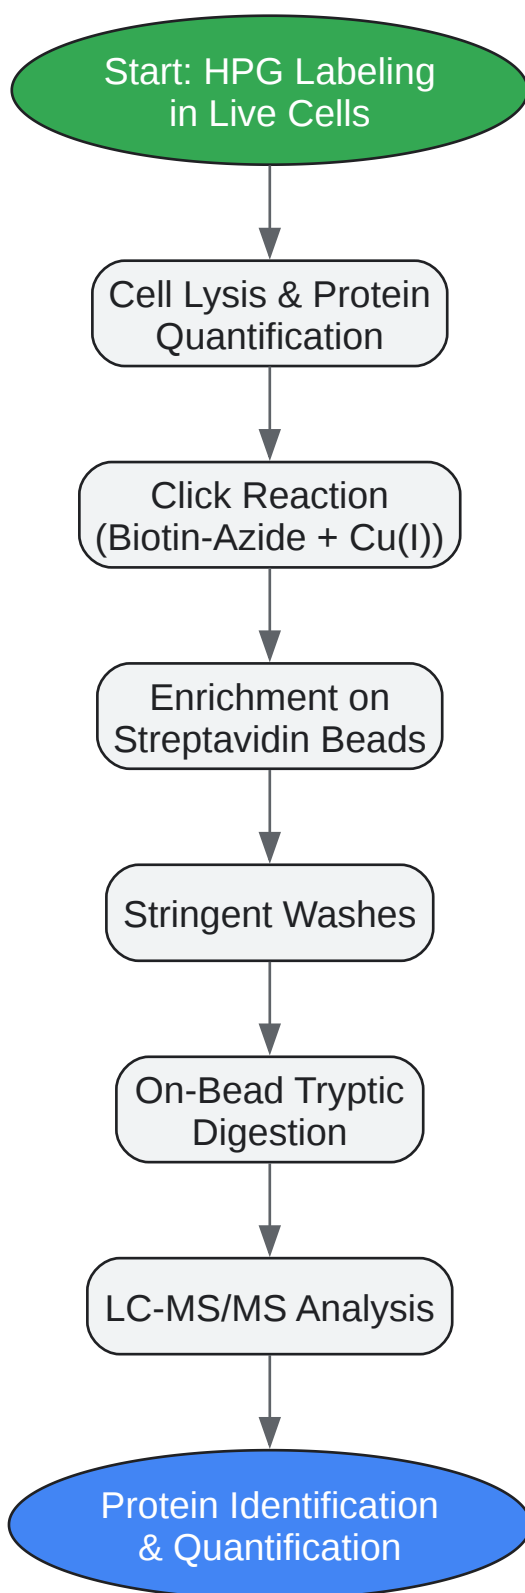 Start: HPG Labeling
in Live Cells
Cell Lysis & Protein
Quantification
Click Reaction
(Biotin-Azide + Cu(I))
Enrichment on
Streptavidin Beads
Stringent Washes
On-Bead Tryptic
Digestion
LC-MS/MS Analysis
Protein Identification
& Quantification